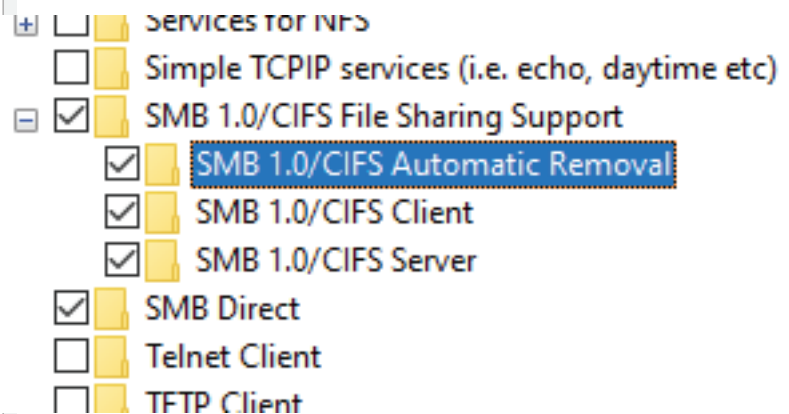 Services for NFS
Simple TCPIP services (i.e. echo, daytime etc)
SMB 1.0/CIFS File Sharing Support
SMB 1.0/CIFS Automatic Removal
SMB 1.0/CIFS Client
SMB 1.0/CIFS Server
SMB Direct
Telnet Client
TFTP Client